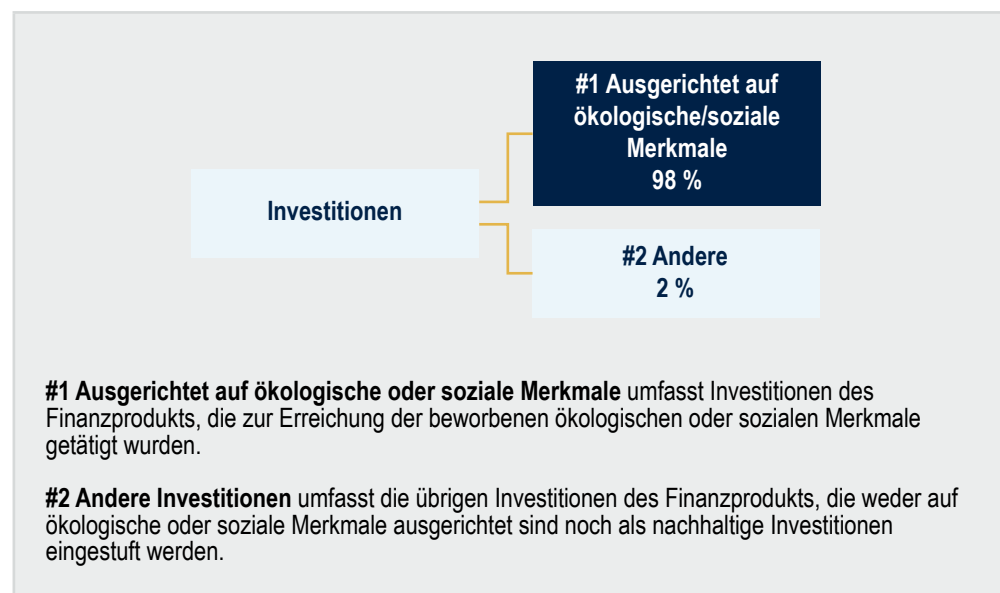 #1 Ausgerichtet auf
ökologische/soziale
Merkmale
98 %
Investitionen
#2 Andere
2 %
#1 Ausgerichtet auf ökologische oder soziale Merkmale umfasst Investitionen des
Finanzprodukts, die zur Erreichung der beworbenen ökologischen oder sozialen Merkmale
getätigt wurden.
#2 Andere Investitionen umfasst die übrigen Investitionen des Finanzprodukts, die weder auf
ökologische oder soziale Merkmale ausgerichtet sind noch als nachhaltige Investitionen
eingestuft werden.